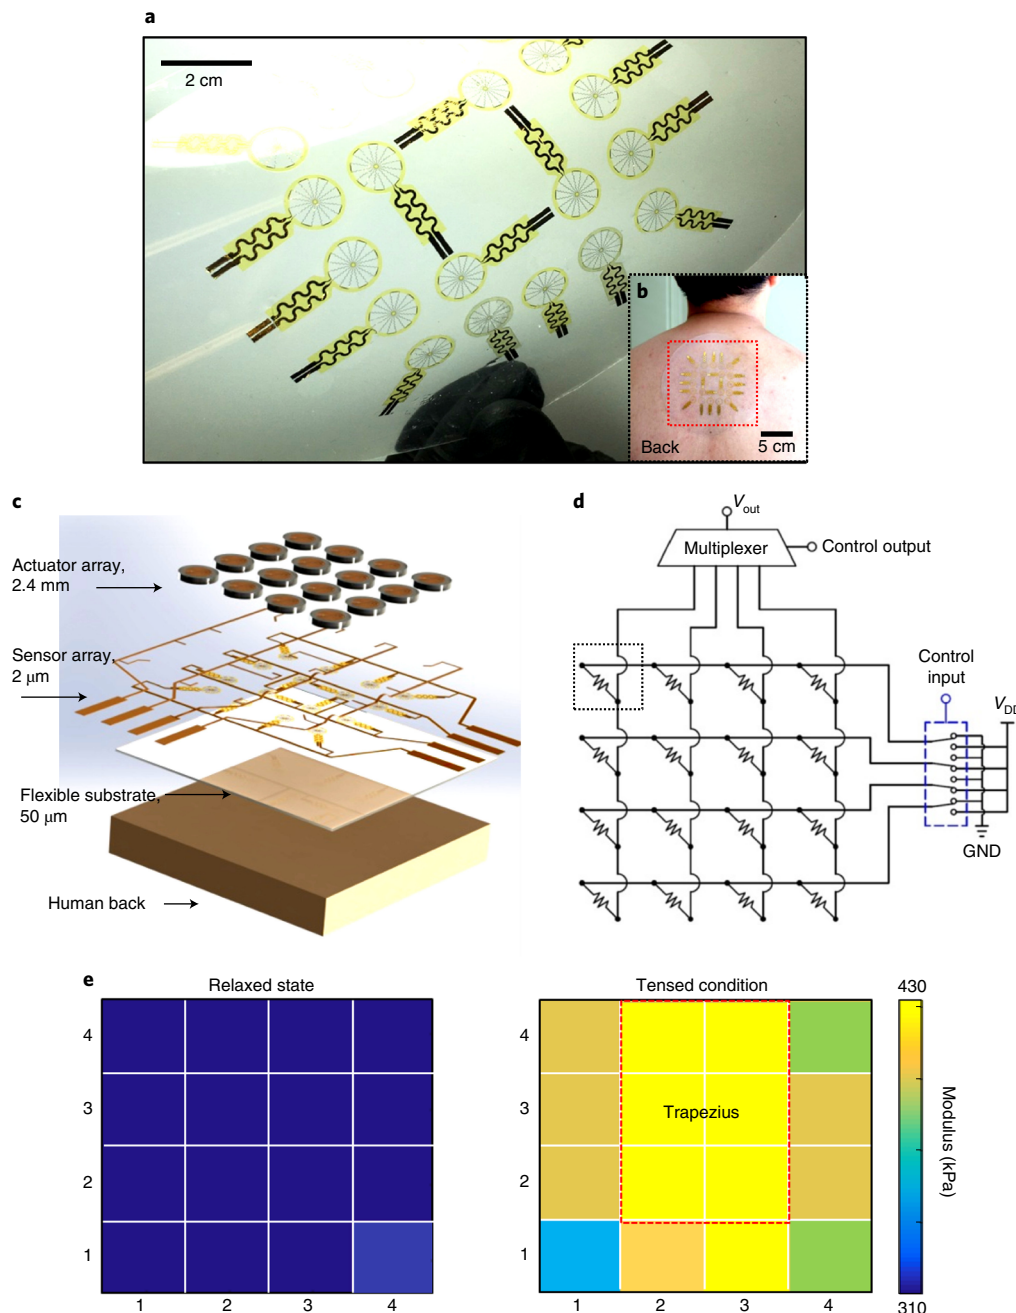 a
2 cm
b
Back
5 cm
c
Actuator array,
2.4 mm
Sensor array,
2 μm
Flexible substrate,
50 μm
Human back
d
Vout
Multiplexer
Control output
Control
input
VDD
GND
e
Relaxed state
4
3
2
1
1 2 3 4
Tensed condition
4
3
2
1
Trapezius
1 2 3 4
430
Modulus (kPa)
310